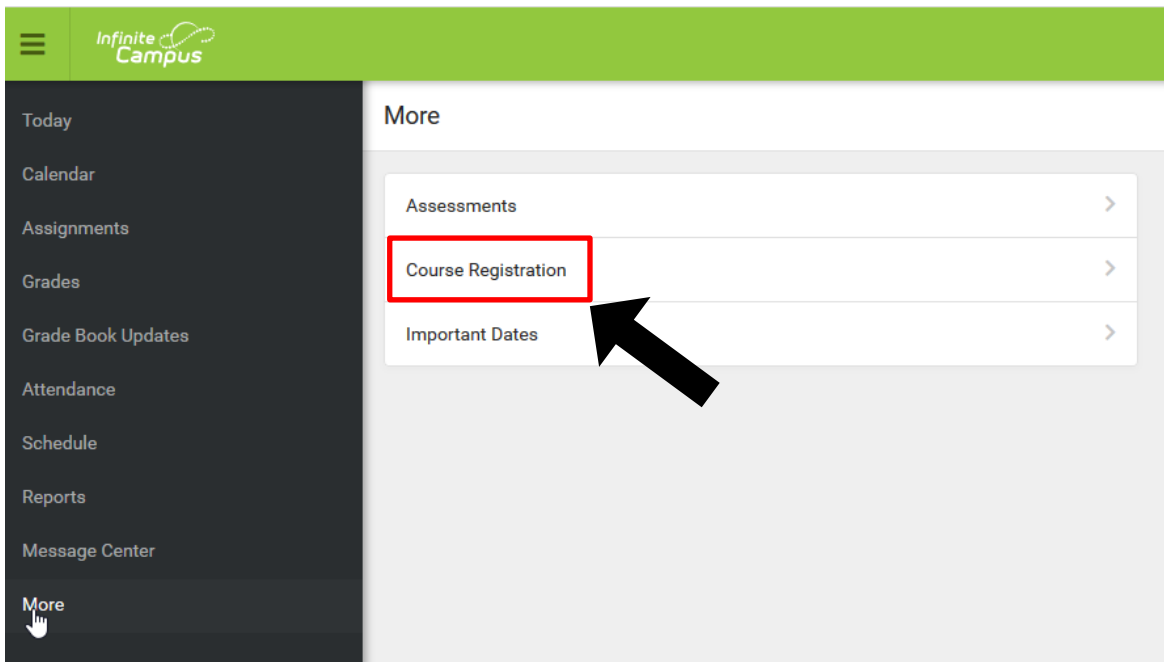 Infinite
Campus
Today
Calendar
Assignments
Grades
Grade Book Updates
Attendance
Schedule
Reports
Message Center
More
More
Assessments
Course Registration
Important Dates